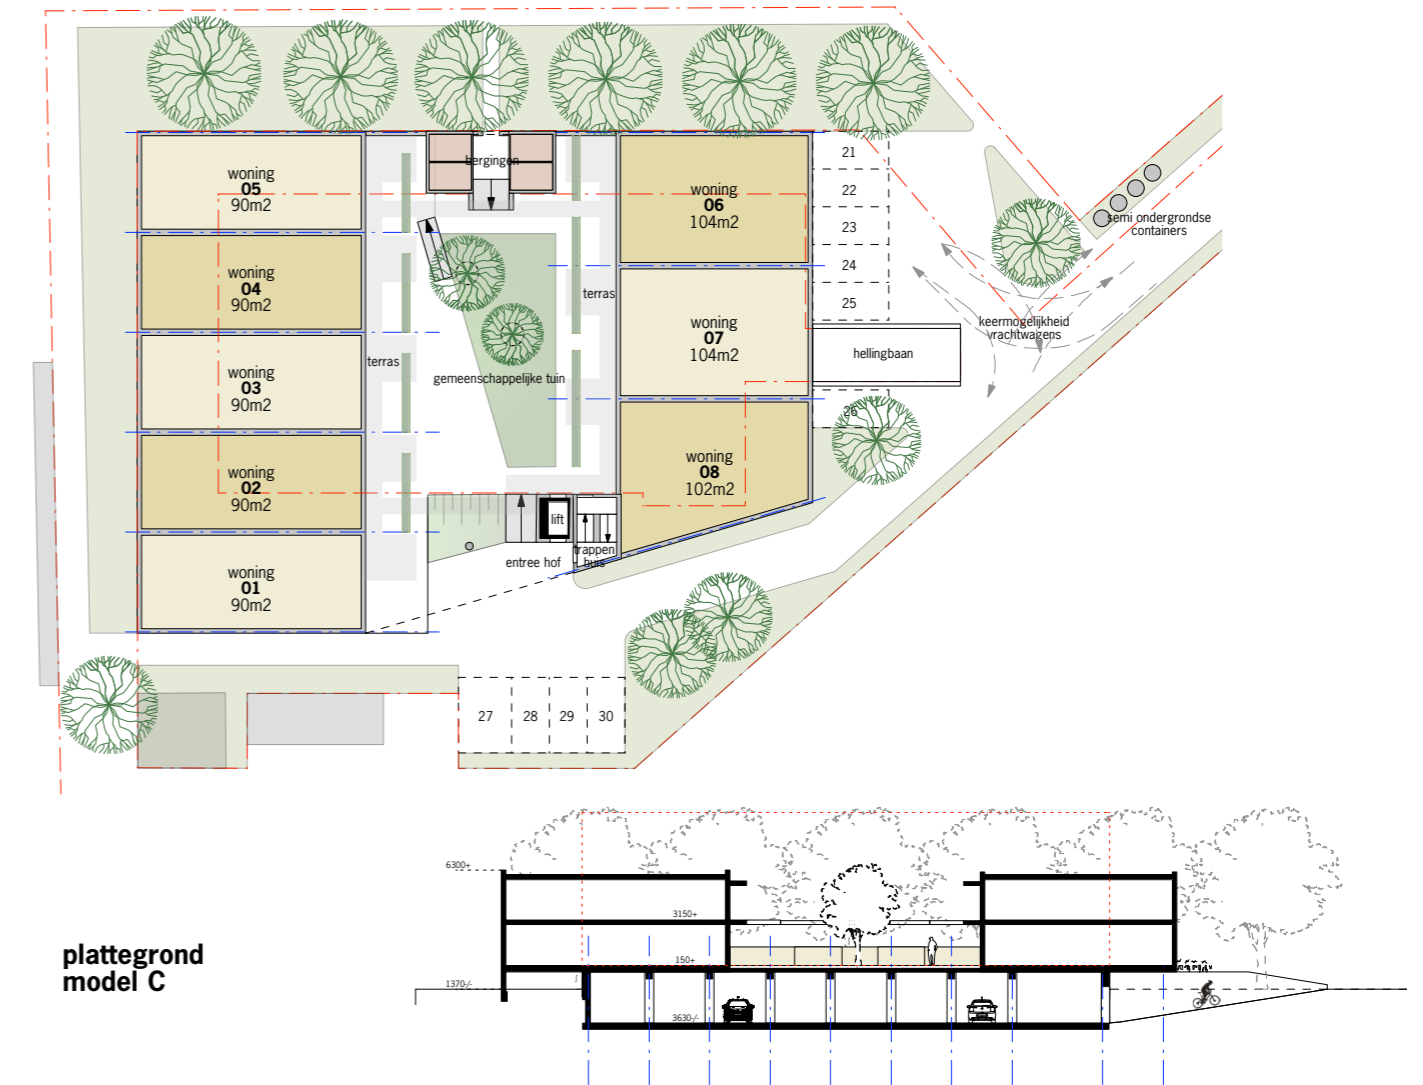 woning
05
90m2
woning
04
90m2
woning
03
90m2
woning
02
90m2
woning
01
90m2
terras
bergingen
gemeenschappelijke tuin
terras
lift
trappen
huis
entree hof
woning
06
104m2
woning
07
104m2
woning
08
102m2
21
22
23
24
25
hellingbaan
26
semi ondergrondse
containers
keermogelijkheid
vrachtwagens
27
28
29
30
plattegrond
model C
6300+
3150+
150+
1370-/-
3630-/-